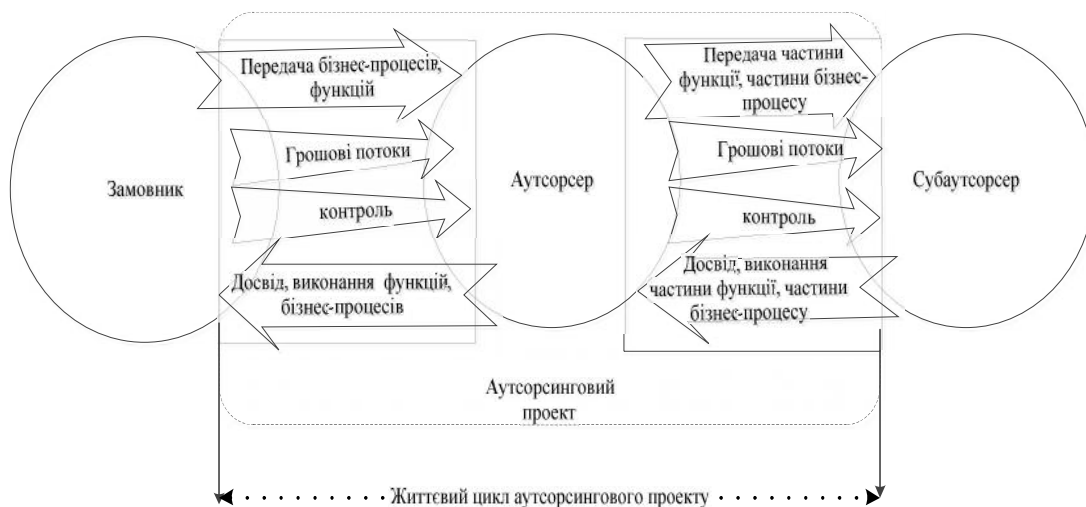 Передача бізнес-процесів,
функцій
Передача частини
функції, частини бізнес-
процесу
Грошові потоки
Грошові потоки
Замовник
Аутсорсер
Субаутсорсер
контроль
контроль
Досвід, виконання функцій,
бізнес-процесів
Досвід, виконання
частини функції, частини
бізнес-процесу
Аутсорсинговий
проект
Життєвий цикл аутсорсингового проекту